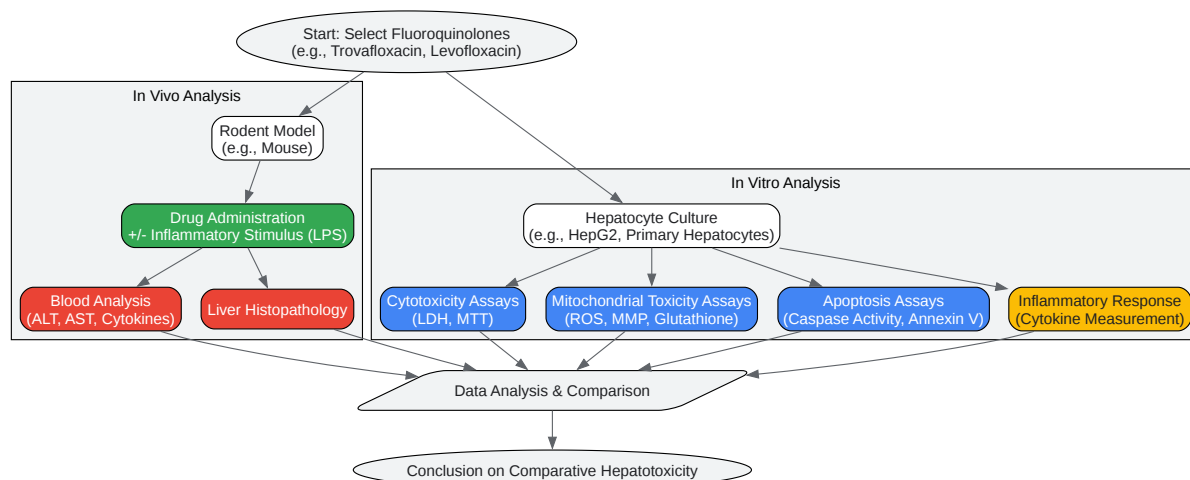 Start: Select Fluoroquinolones
(e.g., Trovafloxacin, Levofloxacin)
In Vivo Analysis
Rodent Model
(e.g., Mouse)
Drug Administration
+/- Inflammatory Stimulus (LPS)
Blood Analysis
(ALT, AST, Cytokines)
Liver Histopathology
In Vitro Analysis
Hepatocyte Culture
(e.g., HepG2, Primary Hepatocytes)
Cytotoxicity Assays
(LDH, MTT)
Mitochondrial Toxicity Assays
(ROS, MMP, Glutathione)
Apoptosis Assays
(Caspase Activity, Annexin V)
Inflammatory Response
(Cytokine Measurement)
Data Analysis & Comparison
Conclusion on Comparative Hepatotoxicity